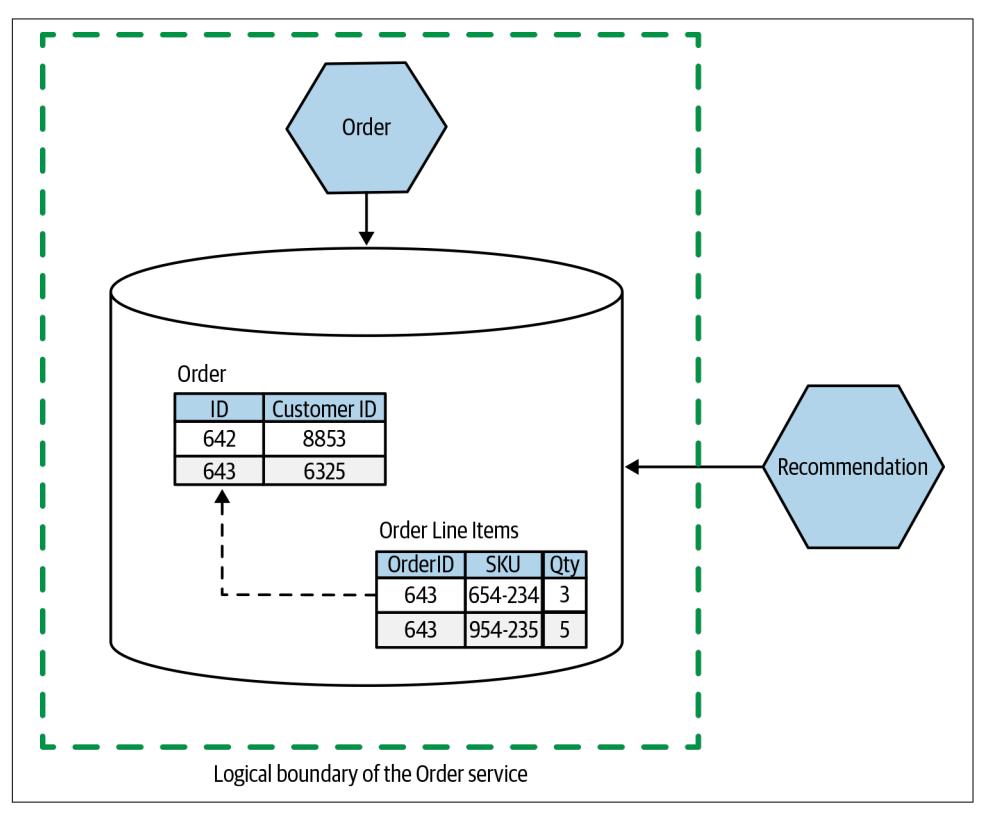 Order
Order
ID Customer ID
642 8853
643 6325
Recommendation
Order Line Items
OrderID SKU Qty
643 654-234 3
643 954-235 5
Logical boundary of the Order service